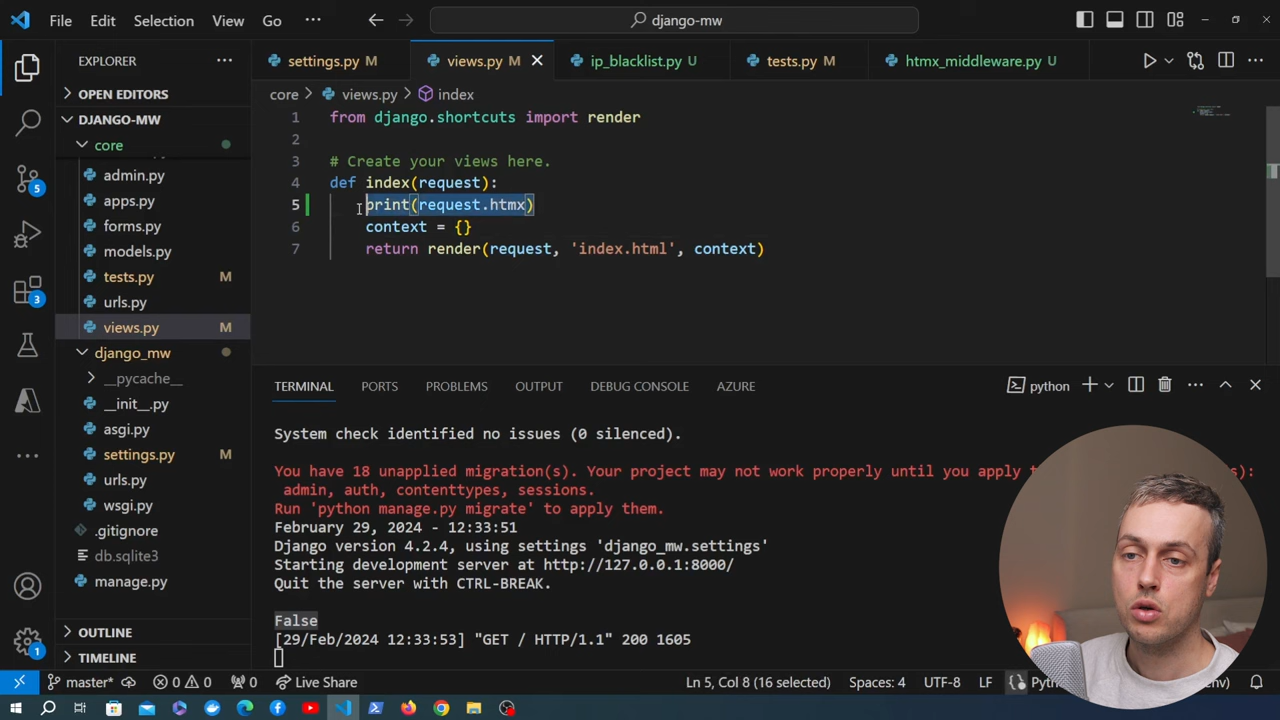 File Edit Selection View Go ··· django-mw
EXPLORER ···
settings.py M
views.py M
ip_blacklist.py U
tests.py M
htmx_middleware.py U
OPEN EDITORS
DJANGO-MW
core
admin.py
apps.py
forms.py
models.py
tests.py M
urls.py
views.py M
django_mw
__pycache__
__init__.py
asgi.py
settings.py M
urls.py
wsgi.py
.gitignore
db.sqlite3
manage.py
OUTLINE
TIMELINE
5
3
1
core > views.py > index
1 from django.shortcuts import render
2
3 # Create your views here.
4 def index(request):
5 print(request.htmx)
6 context = {}
7 return render(request, 'index.html', context)
TERMINAL PORTS PROBLEMS OUTPUT DEBUG CONSOLE AZURE python
System check identified no issues (0 silenced).
You have 18 unapplied migration(s). Your project may not work properly until you apply t s):
admin, auth, contenttypes, sessions.
Run 'python manage.py migrate' to apply them.
February 29, 2024 - 12:33:51
Django version 4.2.4, using settings 'django_mw.settings'
Starting development server at http://127.0.0.1:8000/
Quit the server with CTRL-BREAK.
False
[29/Feb/2024 12:33:53] "GET / HTTP/1.1" 200 1605
master* 0 0 0 Live Share Ln 5, Col 8 (16 selected) Spaces: 4 UTF-8 LF env)